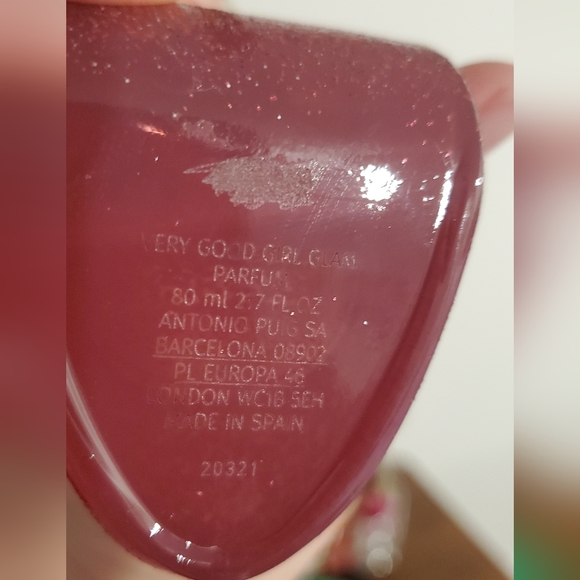 VERY GOOD GIRL GLAM
PARFUM
80 ml 2.7 FL.OZ
ANTONIO PUIG SA
BARCELONA 08902
PL EUROPA 46
LONDON WC1B 5EH
MADE IN SPAIN
20321